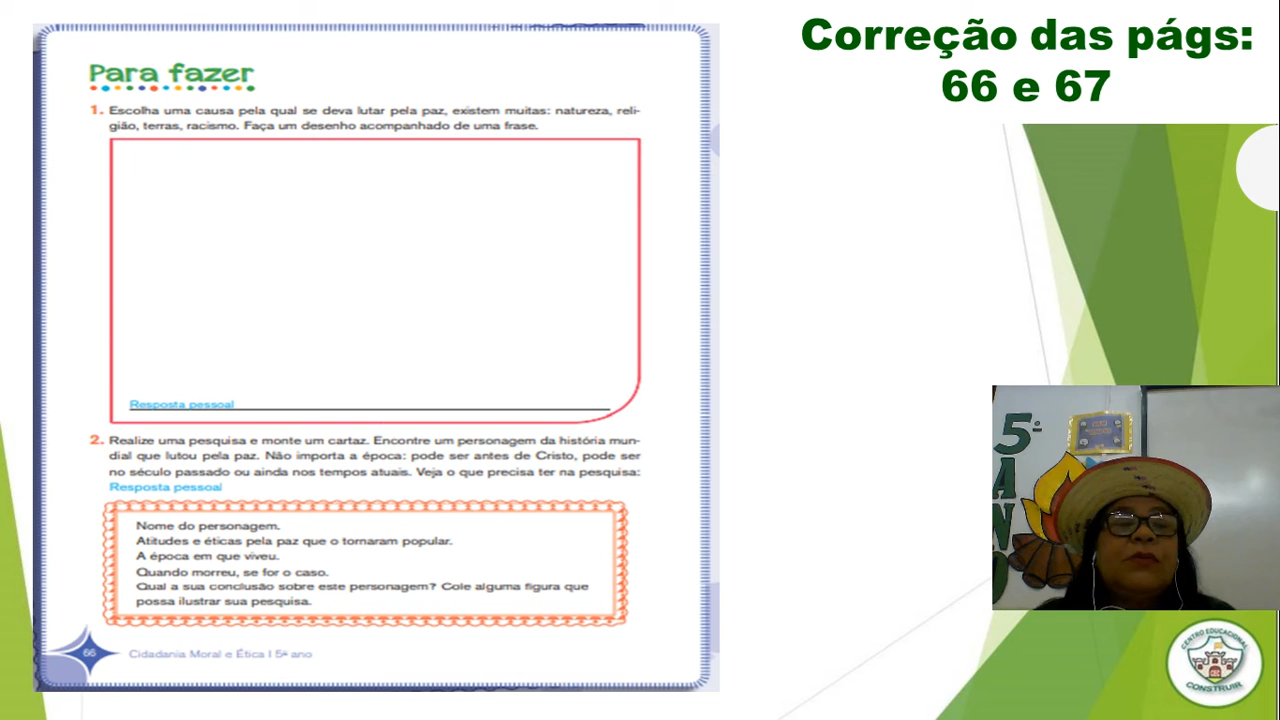 Correção das págs:
66 e 67
Para fazer
1. Escolha uma causa pela qual se deva lutar pela paz, existem muitas: natureza, reli-
gião, terras, racismo. Faça um desenho acompanhado de uma frase.
Resposta pessoal
2. Realize uma pesquisa e monte um cartaz. Encontre um personagem da história mun-
dial que lutou pela paz. Não importa a época: pode ser antes de Cristo, pode ser
no século passado ou ainda nos tempos atuais. Veja o que precisa ter na pesquisa:
Resposta pessoal
Nome do personagem.
Atitudes e éticas pela paz que o tornaram popular.
A época em que viveu.
Quando morreu, se for o caso.
Qual a sua conclusão sobre este personagem? Cole alguma figura que
possa ilustrar sua pesquisa.
66
Cidadania Moral e Ética I 5º ano
5º
A
N
O
CENTRO EDUCACIONAL
CEC
CONSTRUIR